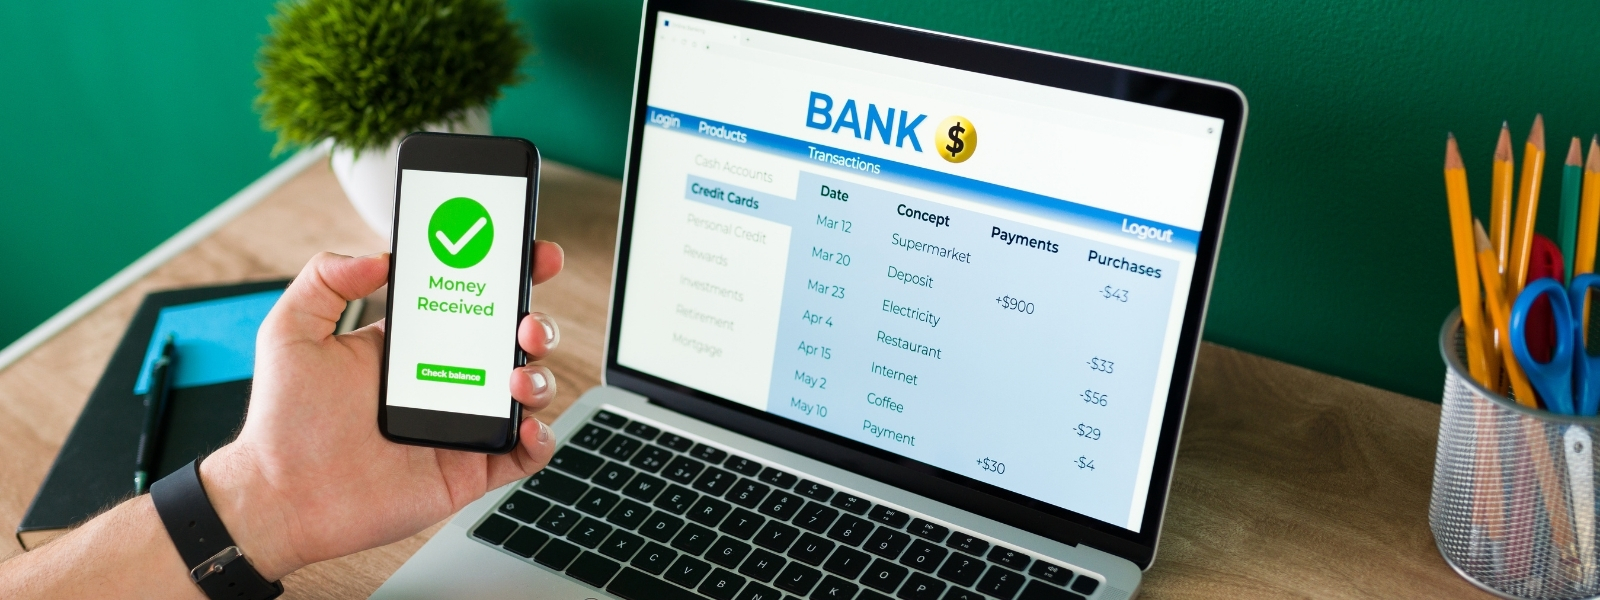 Money
Received
Check balance
BANK $
Login Products Transactions Logout
Cash Accounts
Credit Cards
Personal Credit
Rewards
Investments
Retirement
Mortgage
Date Concept Payments Purchases
Mar 12 Supermarket -$43
Mar 20 Deposit +$900
Mar 23 Electricity -$33
Apr 4 Restaurant -$56
Apr 15 Internet -$29
May 2 Coffee -$4
May 10 Payment +$30
Q W E R T Y U I O P
A S D F G H J K L
Z X C V B N M